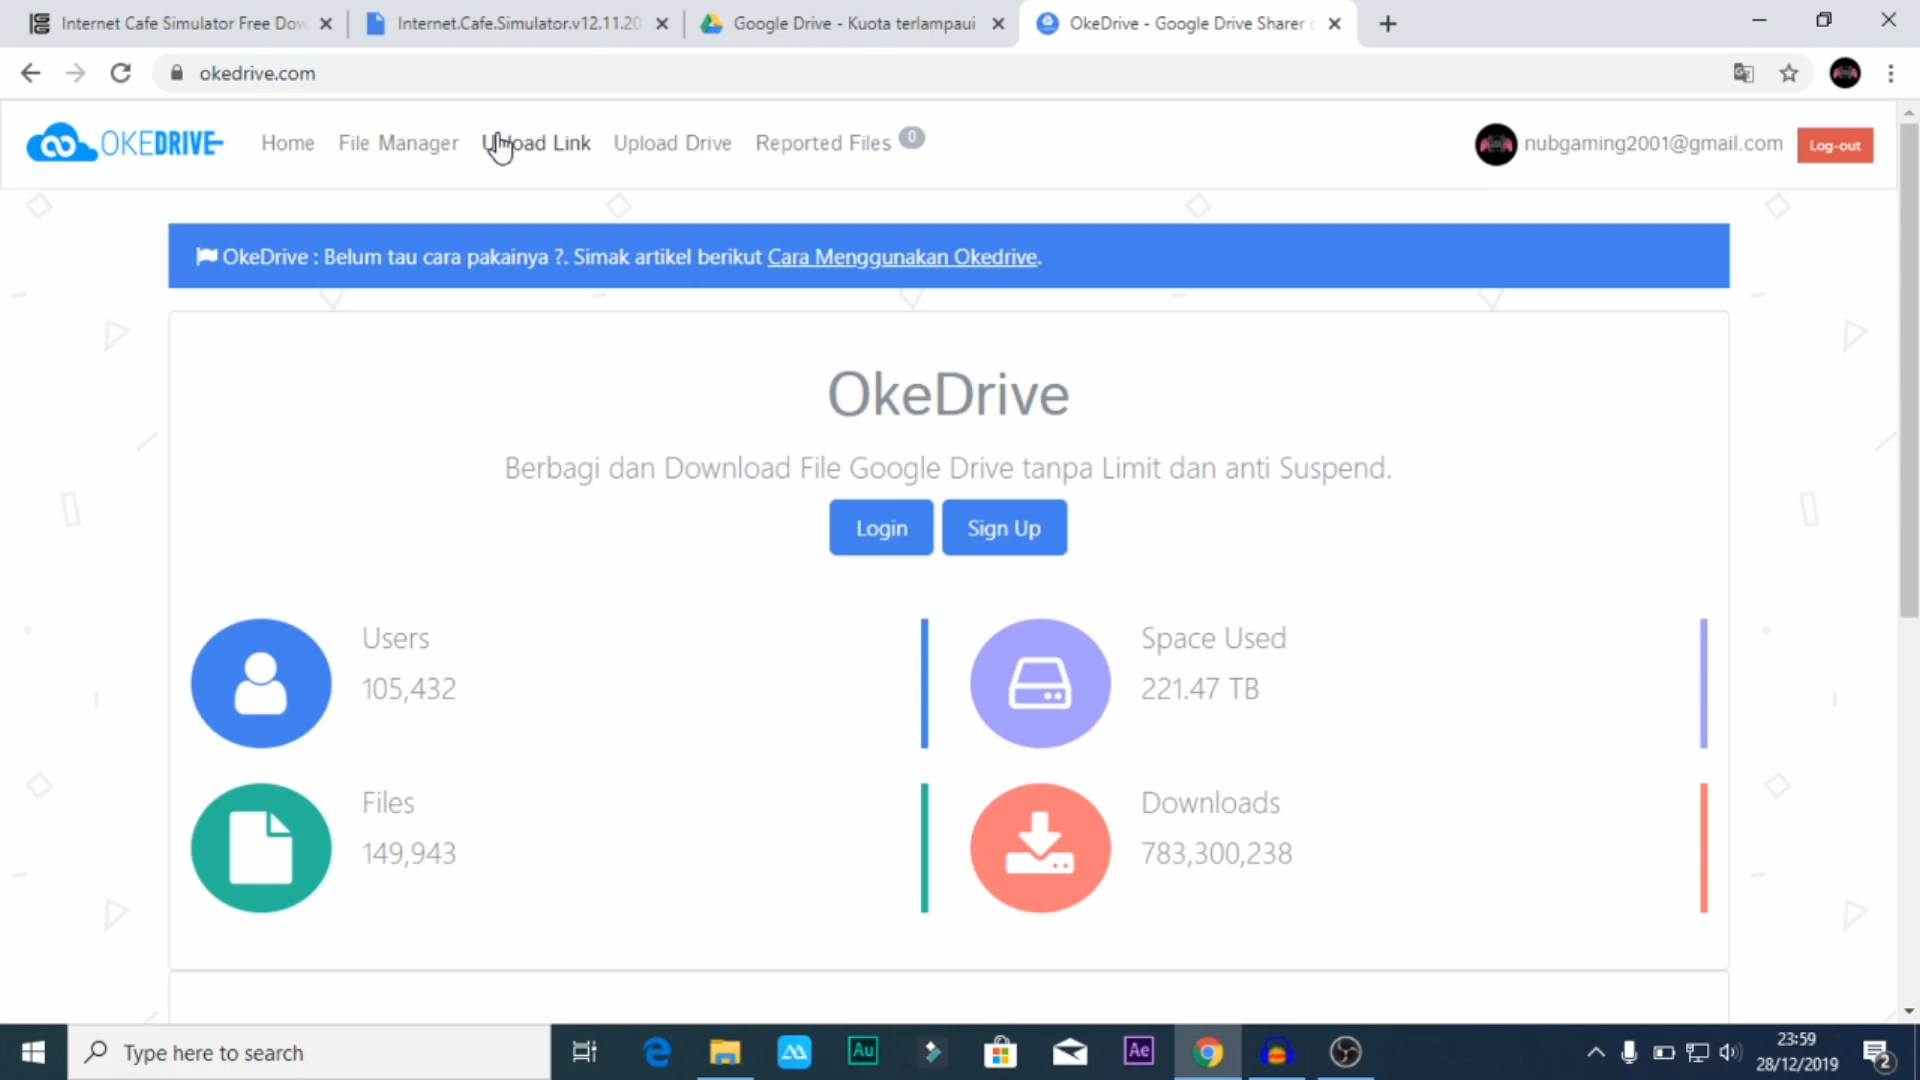 Internet Cafe Simulator Free Dow
Internet.Cafe.Simulator.v12.11.20
Google Drive - Kuota terlampaui
OkeDrive - Google Drive Sharer
okedrive.com
OKEDRIVE
Home
File Manager
Upload Link
Upload Drive
Reported Files 0
nubgaming2001@gmail.com
Log-out
OkeDrive : Belum tau cara pakainya ?. Simak artikel berikut Cara Menggunakan Okedrive.
OkeDrive
Berbagi dan Download File Google Drive tanpa Limit dan anti Suspend.
Login
Sign Up
Users
105,432
Space Used
221.47 TB
Files
149,943
Downloads
783,300,238
Type here to search
Au
Ae
23:59
28/12/2019
2